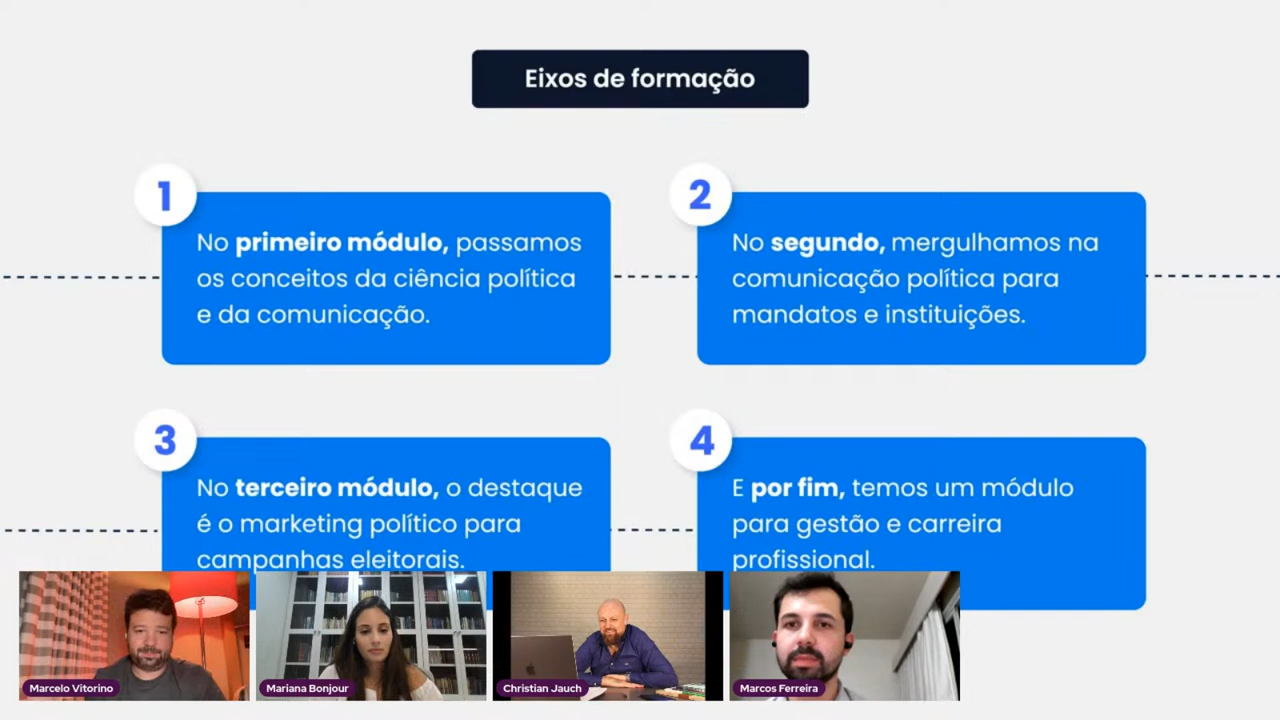 Eixos de formação
1
No primeiro módulo, passamos
os conceitos da ciência política
e da comunicação.
2
No segundo, mergulhamos na
comunicação política para
mandatos e instituições.
3
No terceiro módulo, o destaque
é o marketing político para
campanhas eleitorais.
4
E por fim, temos um módulo
para gestão e carreira
profissional.
Marcelo Vitorino
Mariana Bonjour
Christian Jauch
Marcos Ferreira